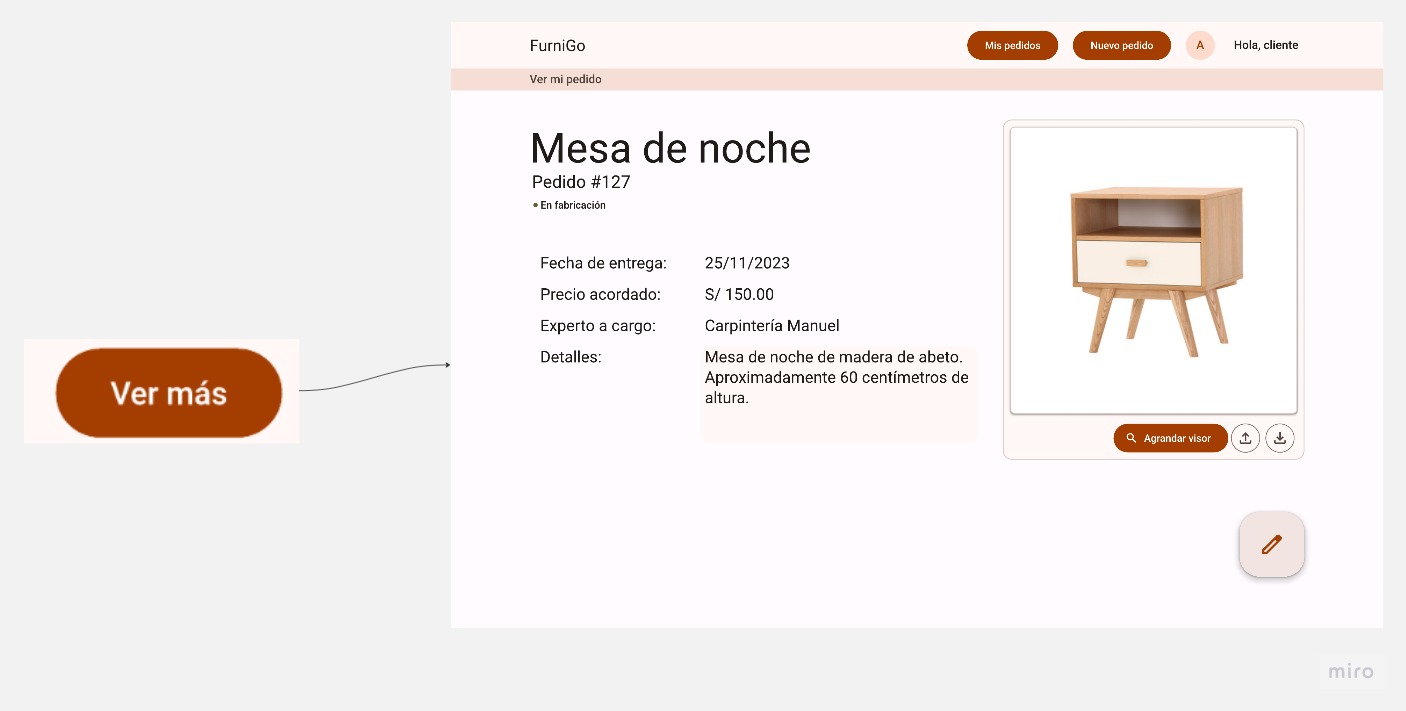 FurniGo
Mis pedidos
Nuevo pedido
A
Hola, cliente
Ver mi pedido
Mesa de noche
Pedido #127
En fabricación
Fecha de entrega: 25/11/2023
Precio acordado: S/ 150.00
Experto a cargo: Carpintería Manuel
Detalles: Mesa de noche de madera de abeto.
Aproximadamente 60 centímetros de
altura.
Agrandar visor
Ver más
miro